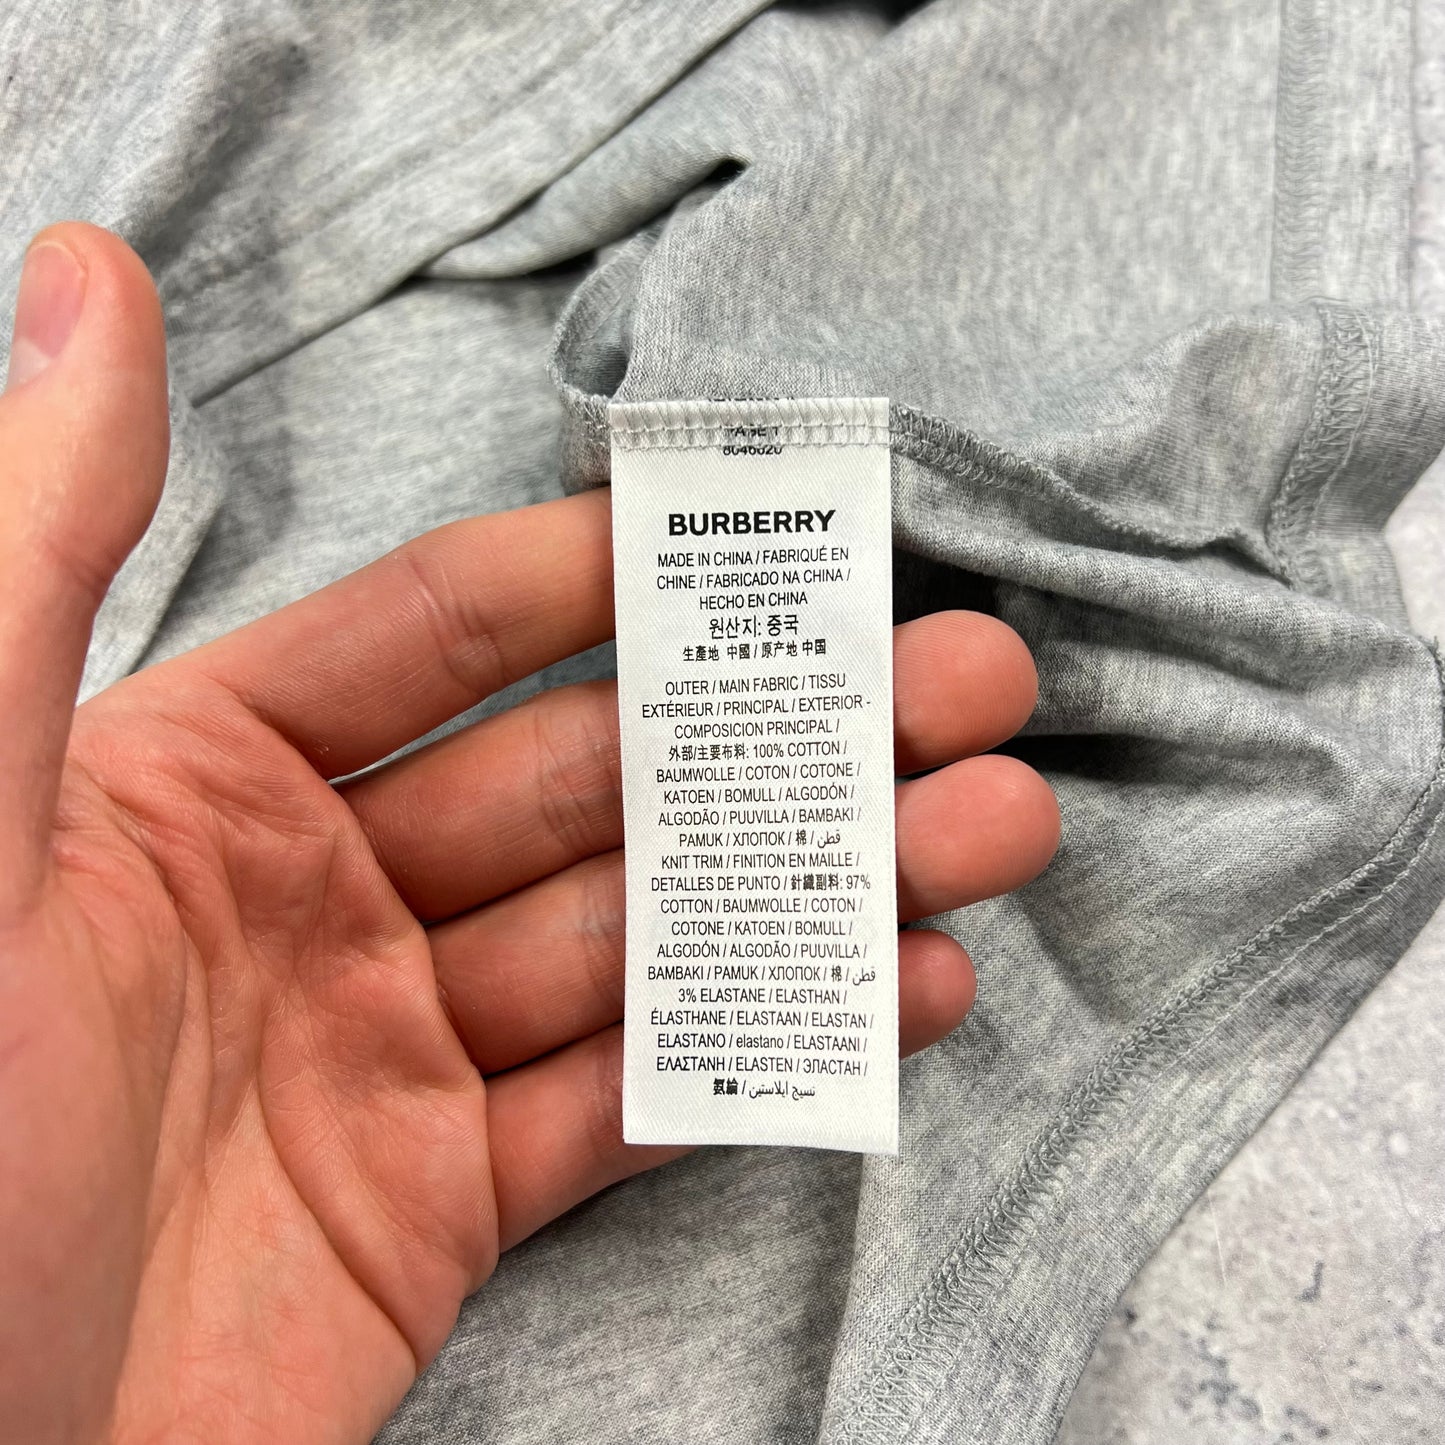 BURBERRY
MADE IN CHINA / FABRIQUÉ EN
CHINE / FABRICADO NA CHINA /
HECHO EN CHINA
원산지: 중국
生產地 中國 / 原产地 中国
OUTER / MAIN FABRIC / TISSU
EXTÉRIEUR / PRINCIPAL / EXTERIOR -
COMPOSICION PRINCIPAL /
外部/主要布料: 100% COTTON /
BAUMWOLLE / COTON / COTONE /
KATOEN / BOMULL / ALGODÓN /
ALGODÃO / PUUVILLA / BAMBAKI /
PAMUK / ХЛОПОК / 棉 / قطن
KNIT TRIM / FINITION EN MAILLE /
DETALLES DE PUNTO / 針織副料: 97%
COTTON / BAUMWOLLE / COTON /
COTONE / KATOEN / BOMULL /
ALGODÓN / ALGODÃO / PUUVILLA /
BAMBAKI / PAMUK / ХЛОПОК / 棉 / قطن
3% ELASTANE / ELASTHAN /
ÉLASTHANE / ELASTAAN / ELASTAN /
ELASTANO / elastano / ELASTAANI /
ΕΛΑΣΤΑΝΗ / ELASTEN / ЭЛАСТАН /
氨綸 / نسيج ايلاستين